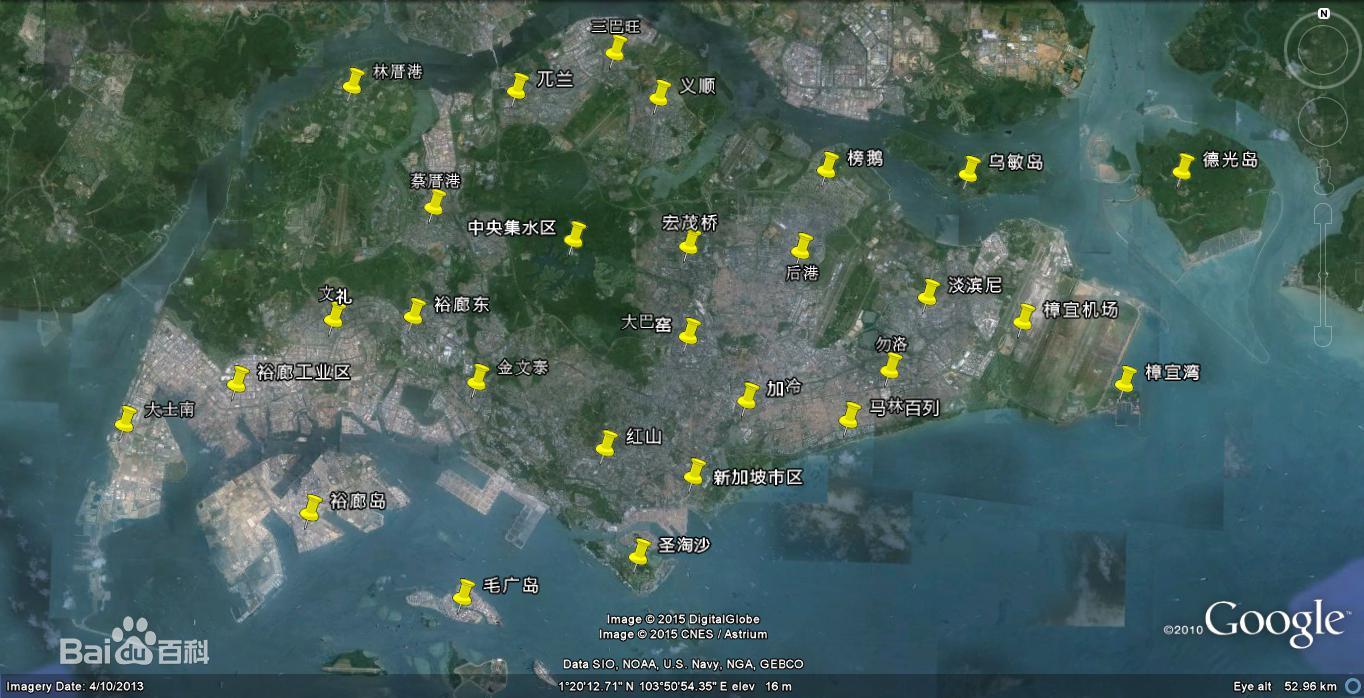 N
三巴旺
林厝港
兀兰
义顺
榜鹅
乌敏岛
德光岛
蔡厝港
中央集水区
宏茂桥
后港
淡滨尼
文礼
裕廊东
樟宜机场
大巴窑
勿洛
裕廊工业区
金文泰
樟宜湾
加冷
大士南
马林百列
红山
新加坡市区
裕廊岛
圣淘沙
毛广岛
Image © 2015 DigitalGlobe
Image © 2015 CNES / Astrium
©2010 Google™
Bai du 百科
Data SIO, NOAA, U.S. Navy, NGA, GEBCO
Imagery Date: 4/10/2013
1°20'12.71" N 103°50'54.35" E elev 16 m
Eye alt 52.96 km